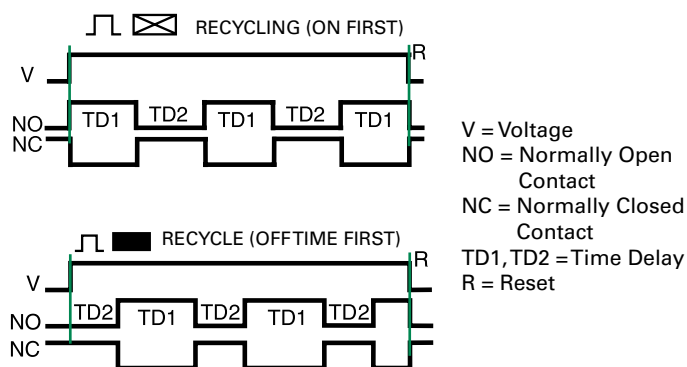 RECYCLING (ON FIRST)
R
V
TD1 TD2 TD1 TD2 TD1
NO
NC
RECYCLE (OFFTIME FIRST)
R
V
TD2 TD1 TD2 TD1 TD2
NO
NC
V = Voltage
NO = Normally Open
Contact
NC = Normally Closed
Contact
TD1, TD2 = Time Delay
R = Reset